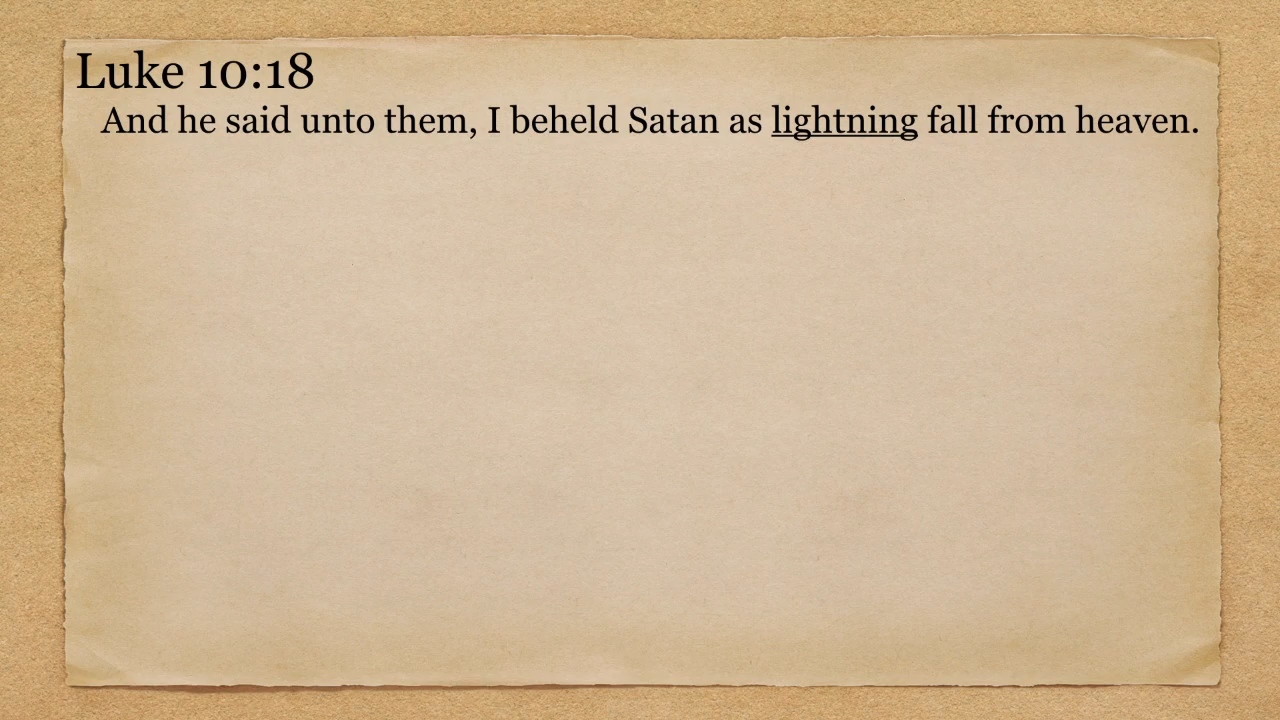 Luke 10:18
And he said unto them, I beheld Satan as lightning fall from heaven.